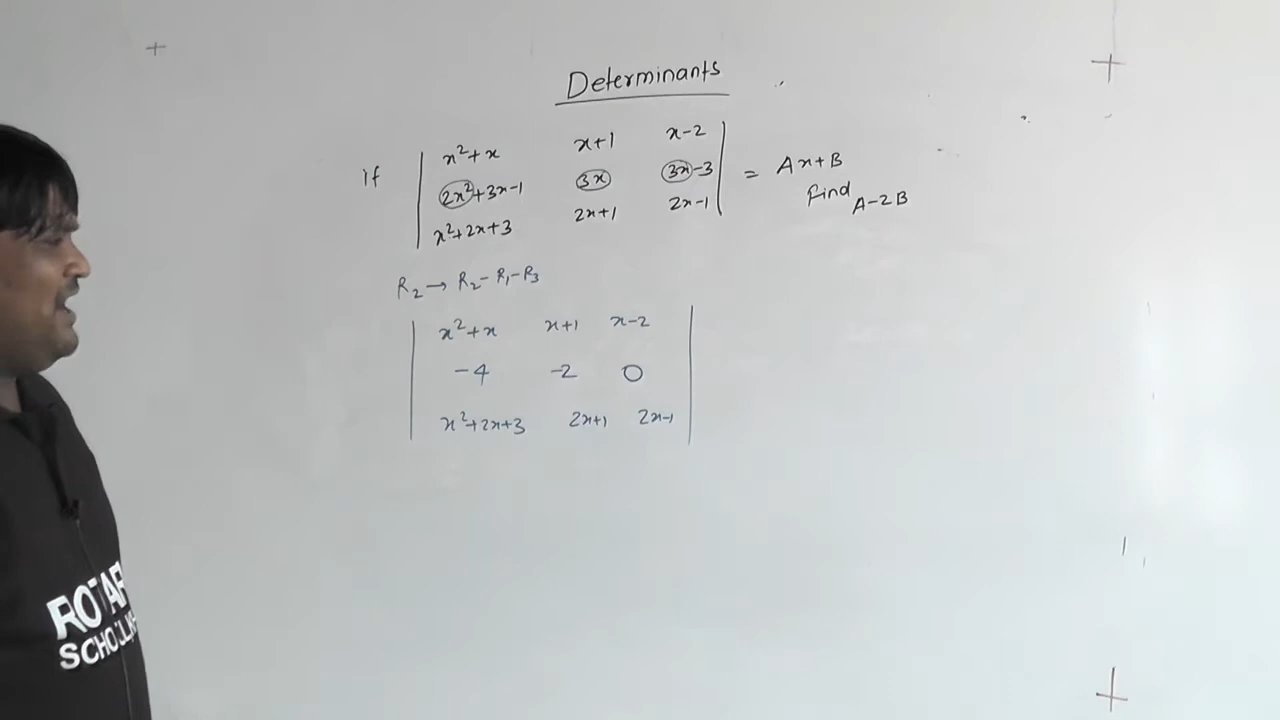 Determinants
If | x²+x x+1 x-2 |
| 2x²+3x-1 3x 3x-3 | = Ax+B
| x²+2x+3 2x+1 2x-1 | find A-2B
R₂ → R₂-R₁-R₃
| x²+x x+1 x-2 |
| -4 -2 0 |
| x²+2x+3 2x+1 2x-1 |